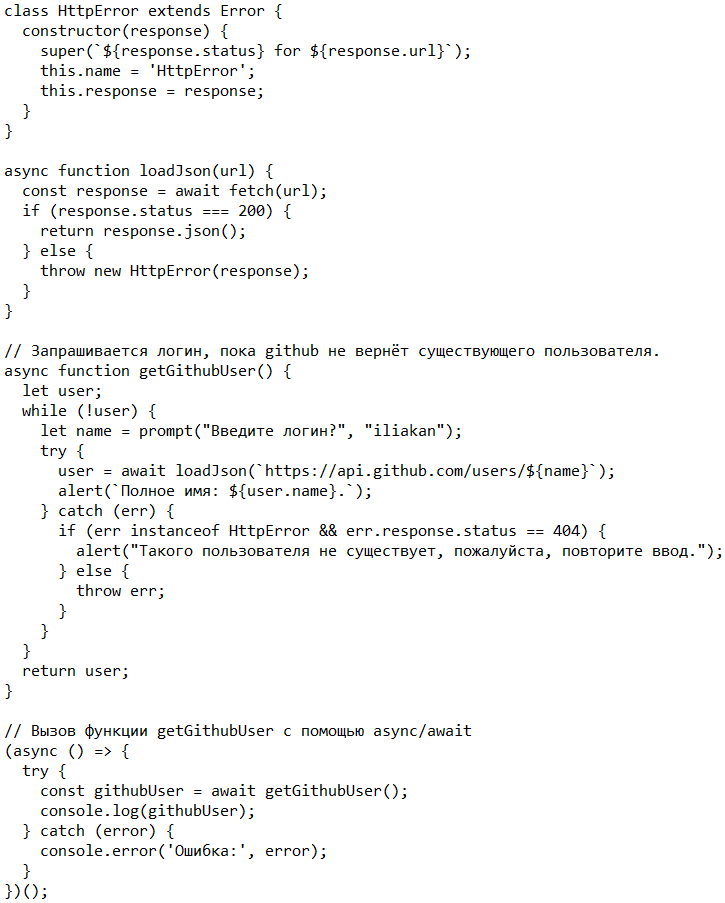 class HttpError extends Error {
  constructor(response) {
    super(`${response.status} for ${response.url}`);
    this.name = 'HttpError';
    this.response = response;
  }
}

async function loadJson(url) {
  const response = await fetch(url);
  if (response.status === 200) {
    return response.json();
  } else {
    throw new HttpError(response);
  }
}

// Запрашивается логин, пока github не вернёт существующего пользователя.
async function getGithubUser() {
  let user;
  while (!user) {
    let name = prompt("Введите логин?", "iliakan");
    try {
      user = await loadJson(`https://api.github.com/users/${name}`);
      alert(`Полное имя: ${user.name}.`);
    } catch (err) {
      if (err instanceof HttpError && err.response.status == 404) {
        alert("Такого пользователя не существует, пожалуйста, повторите ввод.");
      } else {
        throw err;
      }
    }
  }
  return user;
}

// Вызов функции getGithubUser с помощью async/await
(async () => {
  try {
    const githubUser = await getGithubUser();
    console.log(githubUser);
  } catch (error) {
    console.error('Ошибка:', error);
  }
})();